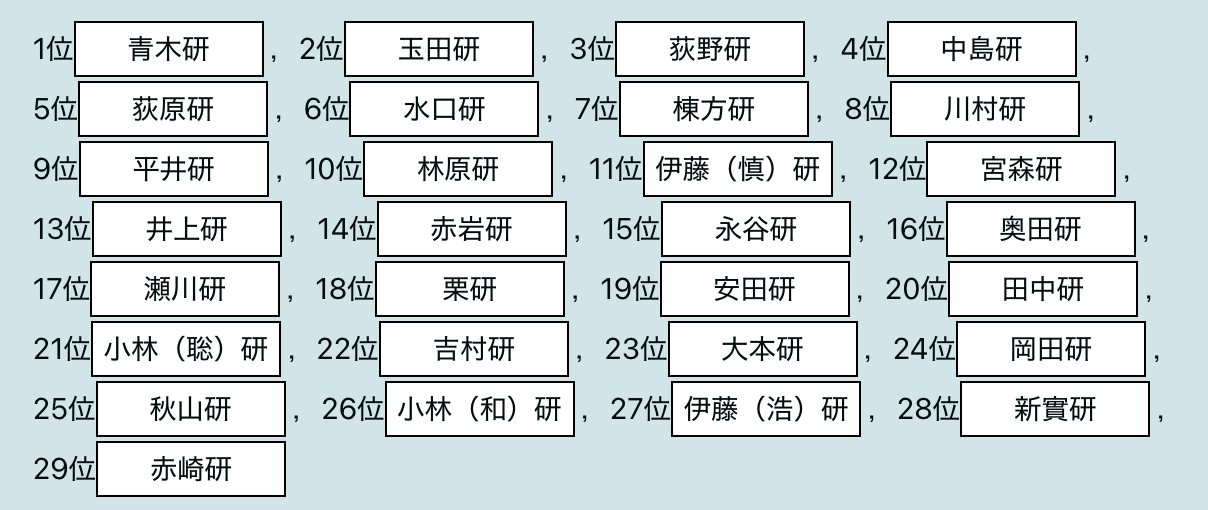 1位 青木研 , 2位 玉田研 , 3位 荻野研 , 4位 中島研 ,
5位 荻原研 , 6位 水口研 , 7位 棟方研 , 8位 川村研 ,
9位 平井研 , 10位 林原研 , 11位 伊藤（慎）研 , 12位 宮森研 ,
13位 井上研 , 14位 赤岩研 , 15位 永谷研 , 16位 奥田研 ,
17位 瀬川研 , 18位 栗研 , 19位 安田研 , 20位 田中研 ,
21位 小林（聡）研 , 22位 吉村研 , 23位 大本研 , 24位 岡田研 ,
25位 秋山研 , 26位 小林（和）研 , 27位 伊藤（浩）研 , 28位 新實研 ,
29位 赤崎研